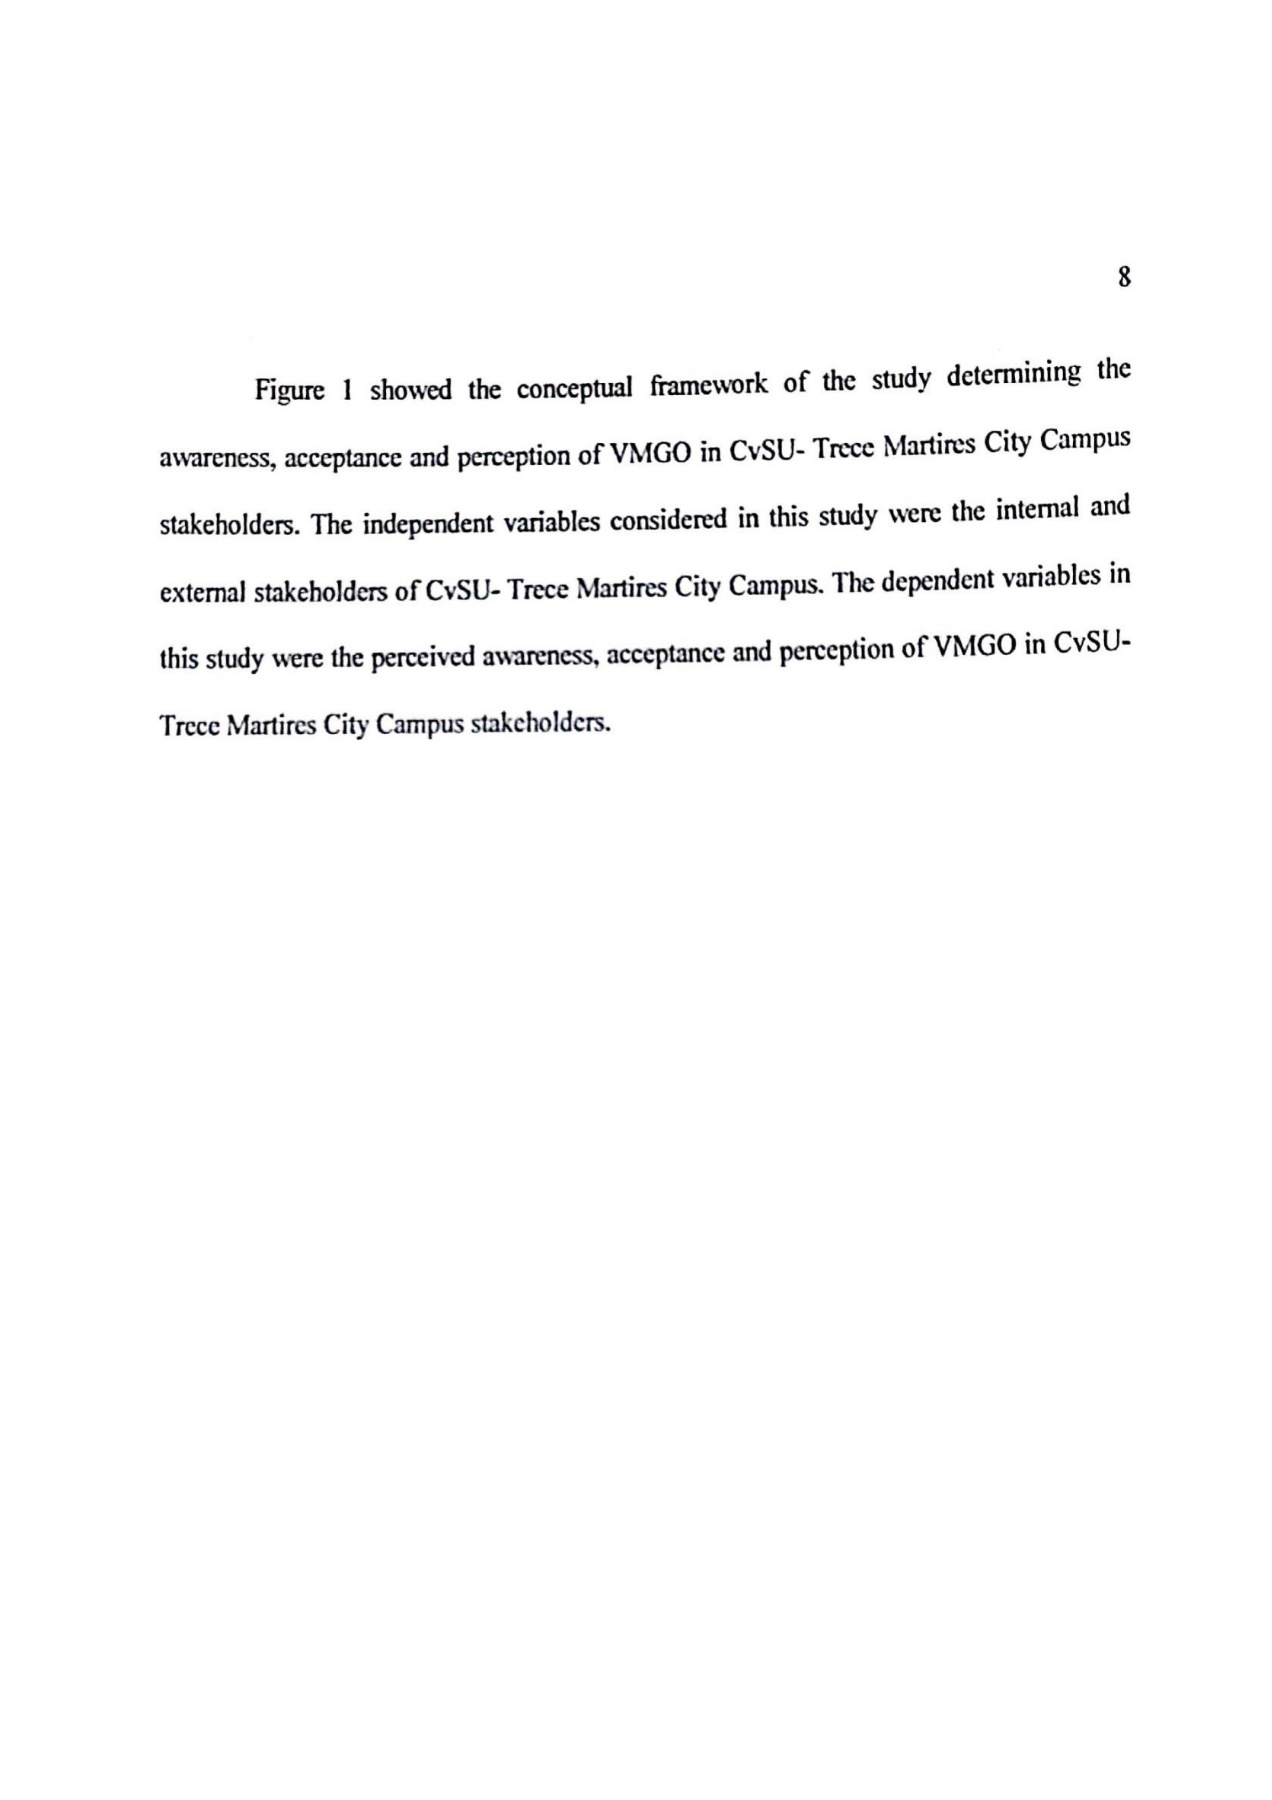 8
Figure 1 showed the conceptual framework of the study determining the
awareness, acceptance and perception of VMGO in CvSU- Trece Martires City Campus
stakeholders. The independent variables considered in this study were the internal and
external stakeholders of CvSU- Trece Martires City Campus. The dependent variables in
this study were the perceived awareness, acceptance and perception of VMGO in CvSU-
Trece Martires City Campus stakeholders.